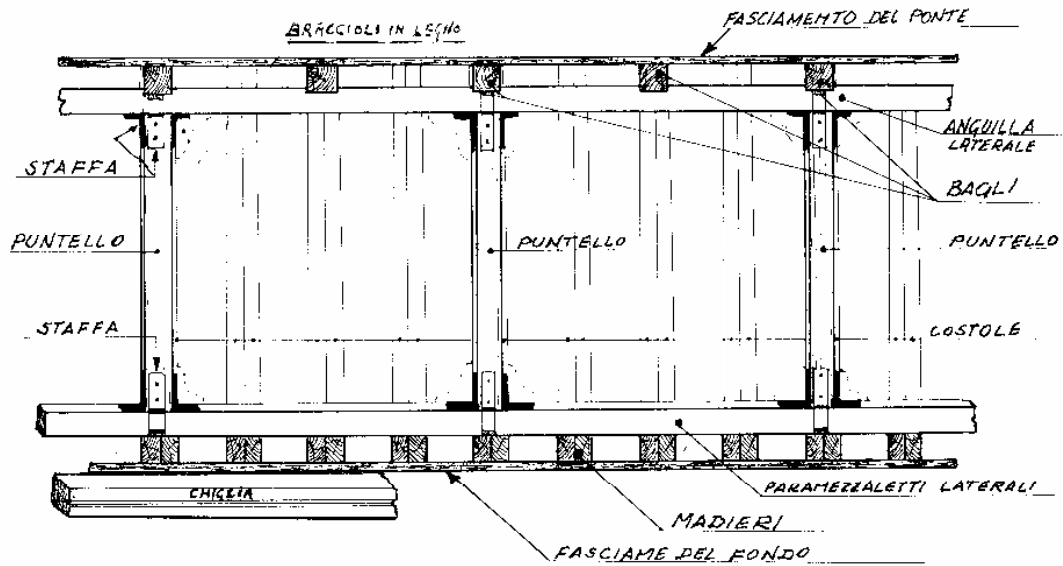 FASCIAMENTO DEL PONTE
BRACCIOLI IN LEGNO
ANGUILLA
LATERALE
STAFFA
BAGLI
PUNTELLO
PUNTELLO
PUNTELLO
STAFFA
COSTOLE
CHIGLIA
PARAMEZZALETTI LATERALI
MADIERI
FASCIAME DEL FONDO